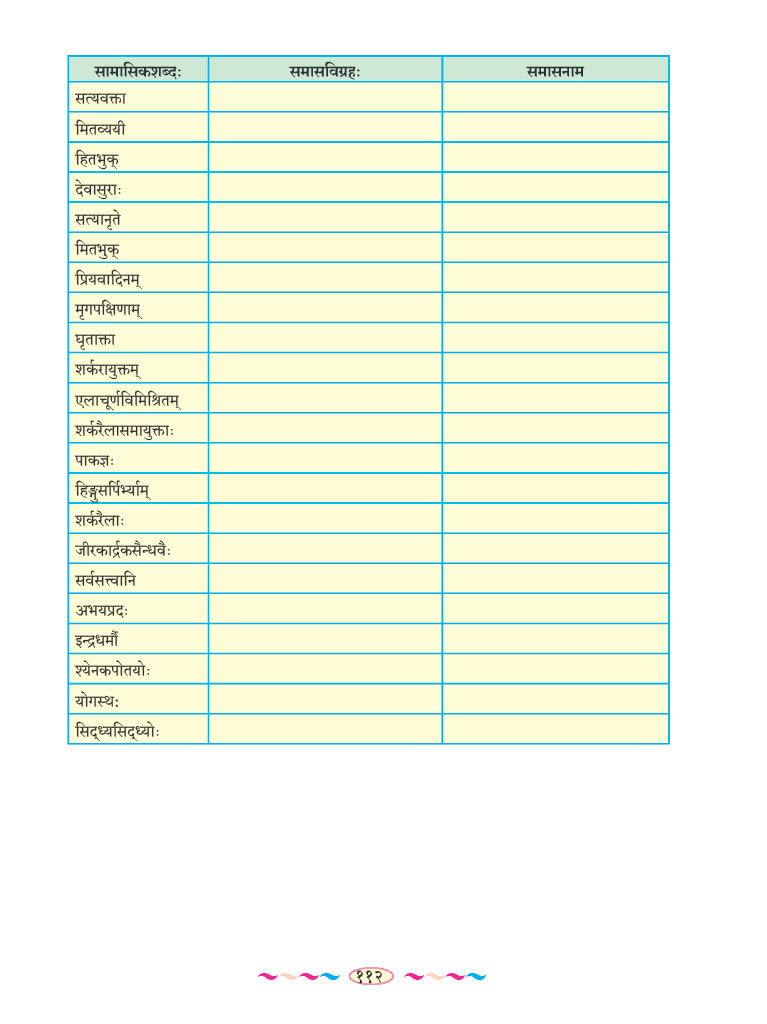 सामासिकशब्दः समासविग्रहः समासनाम
सत्यवक्ता
मितव्ययी
हितभुक्
देवासुराः
सत्यानृते
मितभुक्
प्रियवादिनम्
मृगपक्षिणाम्
घृताक्ता
शर्करायुक्तम्
एलाचूर्णविमिश्रितम्
शर्करैलासमायुक्ताः
पाकज्ञः
हिङ्गुसर्पिर्भ्याम्
शर्करैलाः
जीरकार्द्रकसैन्धवैः
सर्वसत्त्वानि
अभयप्रदः
इन्द्रधर्मौ
श्येनकपोतयोः
योगस्थः
सिद्ध्यसिद्ध्योः
११२